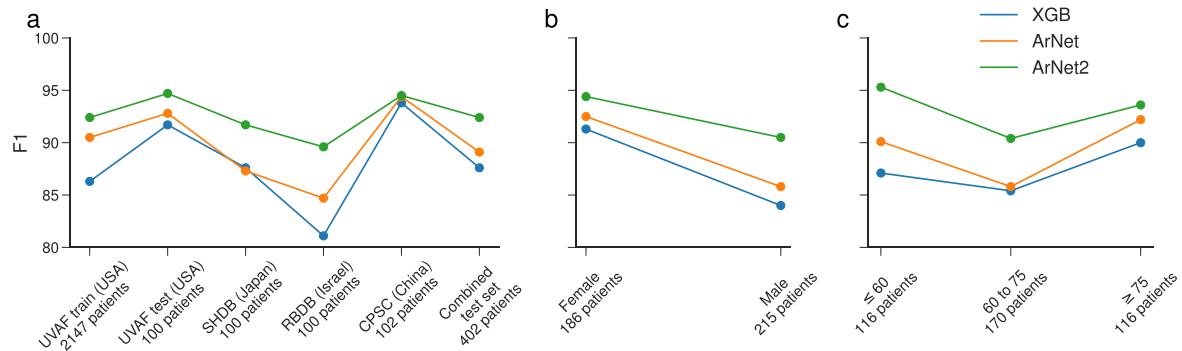 a
F1
100
95
90
85
80
UVAF train (USA)
2147 patients
UVAF test (USA)
100 patients
SHDB (Japan)
100 patients
RBDB (Israel)
100 patients
CPSC (China)
102 patients
Combined
test set
402 patients
b
Female
186 patients
Male
215 patients
c
XGB
ArNet
ArNet2
≤ 60
116 patients
60 to 75
170 patients
≥ 75
116 patients